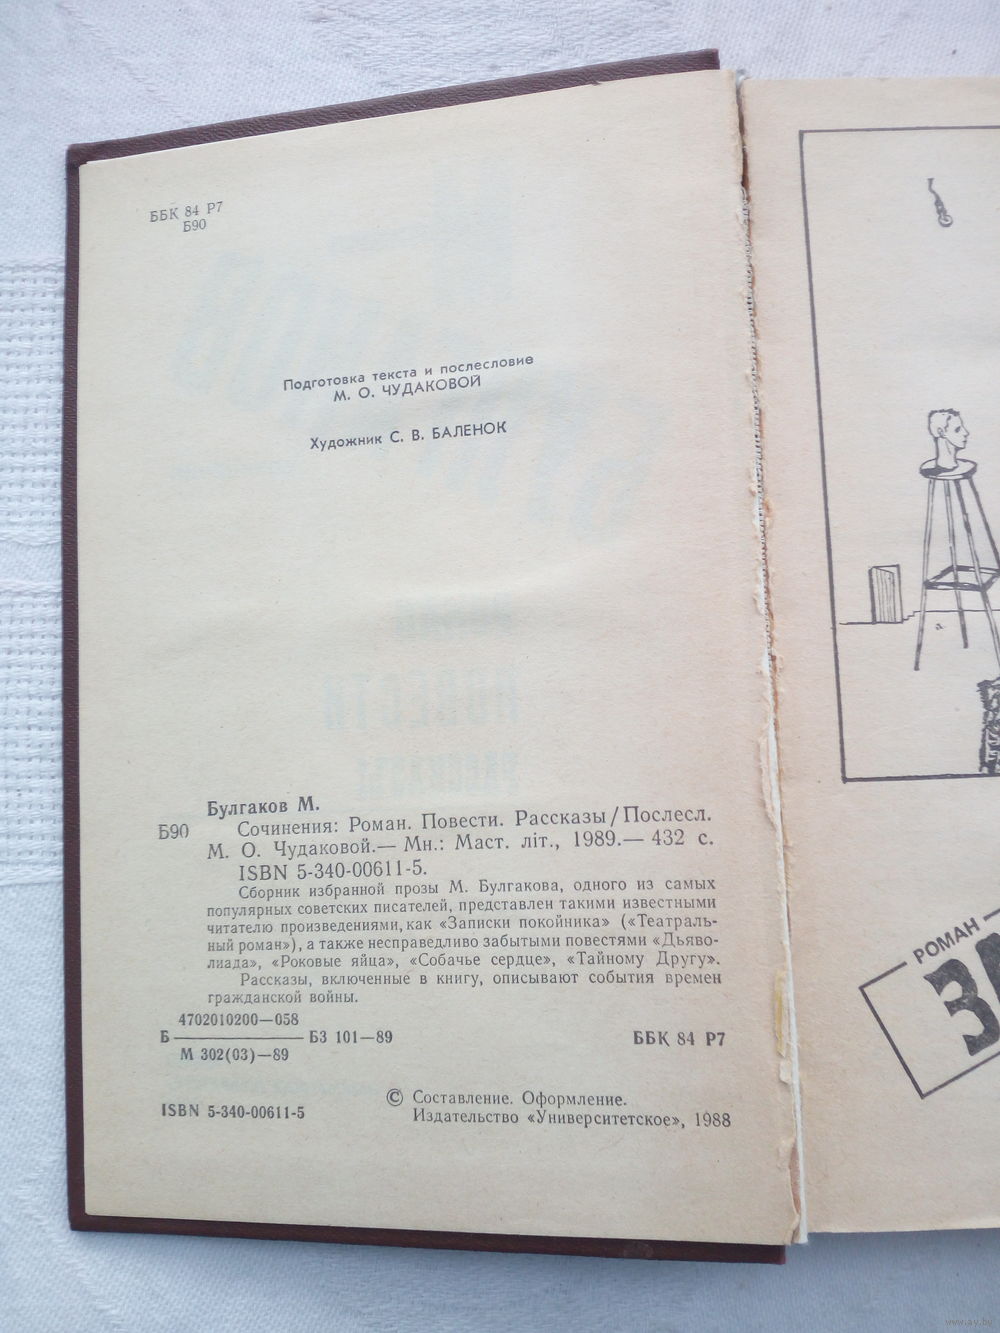 ББК 84 Р7
Б90
Подготовка текста и послесловие
М. О. ЧУДАКОВОЙ
Художник С. В. БАЛЕНОК
Булгаков М.
Б90 Сочинения: Роман. Повести. Рассказы / Послесл.
М. О. Чудаковой.— Мн.: Маст. літ., 1989.— 432 с.
ISBN 5-340-00611-5.
Сборник избранной прозы М. Булгакова, одного из самых
популярных советских писателей, представлен такими известными
читателю произведениями, как «Записки покойника» («Театраль-
ный роман»), а также несправедливо забытыми повестями «Дьяво-
лиада», «Роковые яйца», «Собачье сердце», «Тайному Другу».
Рассказы, включенные в книгу, описывают события времен
гражданской войны.
4702010200—058
Б ——— БЗ 101—89 ББК 84 Р7
М 302(03)—89
ISBN 5-340-00611-5
© Составление. Оформление.
Издательство «Университетское», 1988
РОМАН
www.ay.by